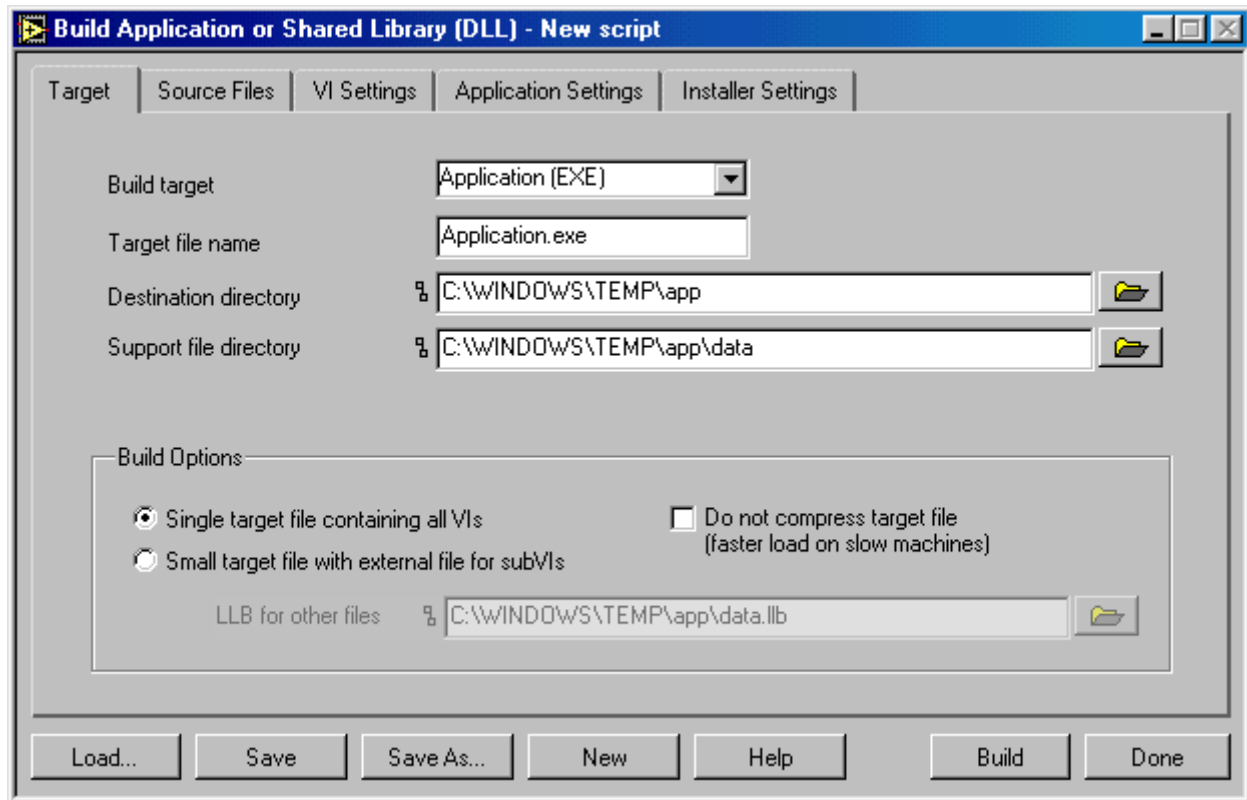 Build Application or Shared Library (DLL) - New script
Target Source Files VI Settings Application Settings Installer Settings
Build target Application (EXE)
Target file name Application.exe
Destination directory C:\WINDOWS\TEMP\app
Support file directory C:\WINDOWS\TEMP\app\data
Build Options
Single target file containing all VIs
Small target file with external file for subVIs
Do not compress target file
(faster load on slow machines)
LLB for other files C:\WINDOWS\TEMP\app\data.llb
Load... Save Save As... New Help Build Done